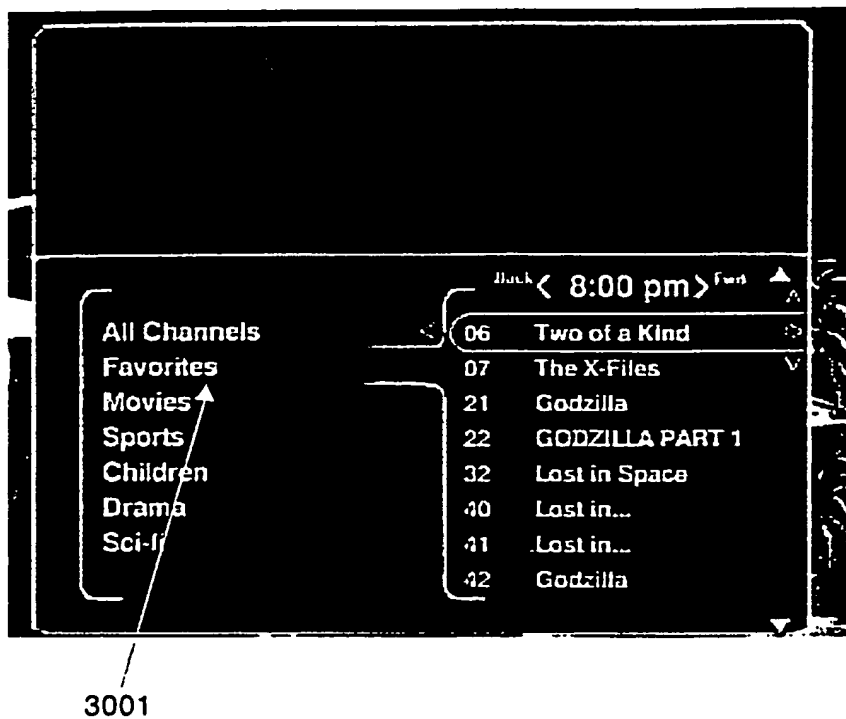 Back < 8:00 pm > Fwd
All Channels
Favorites
Movies
Sports
Children
Drama
Sci-fi
06 Two of a Kind
07 The X-Files
21 Godzilla
22 GODZILLA PART 1
32 Lost in Space
40 Lost in...
41 Lost in...
42 Godzilla
3001